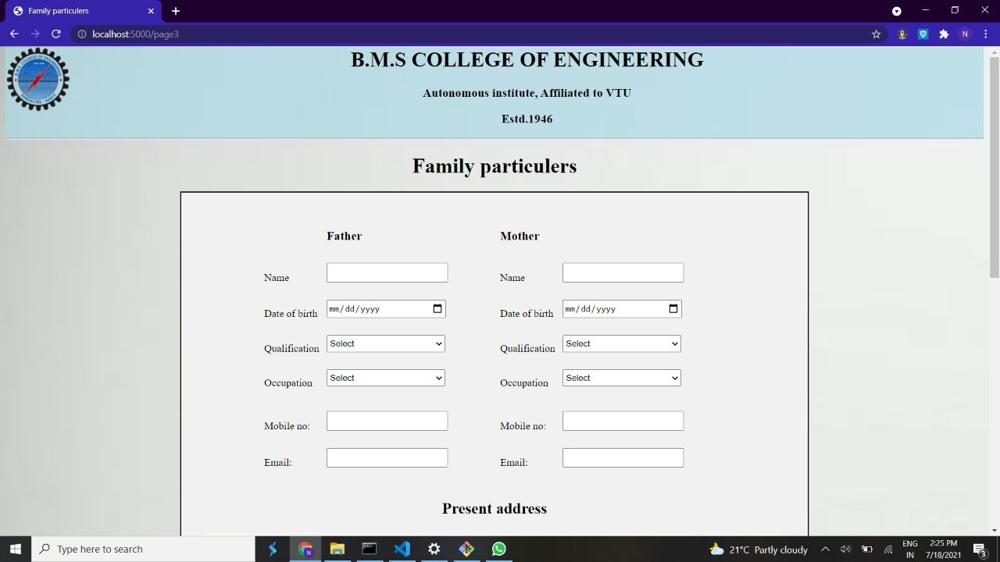 Family particulers
localhost:5000/page3
N
B.M.S COLLEGE OF ENGINEERING
Autonomous institute, Affiliated to VTU
Estd.1946
Family particulers
Father Mother
Name Name
Date of birth mm/dd/yyyy Date of birth mm/dd/yyyy
Qualification Select Qualification Select
Occupation Select Occupation Select
Mobile no: Mobile no:
Email: Email:
Present address
Type here to search
N
21°C Partly cloudy
ENG
IN
2:25 PM
7/18/2021
3